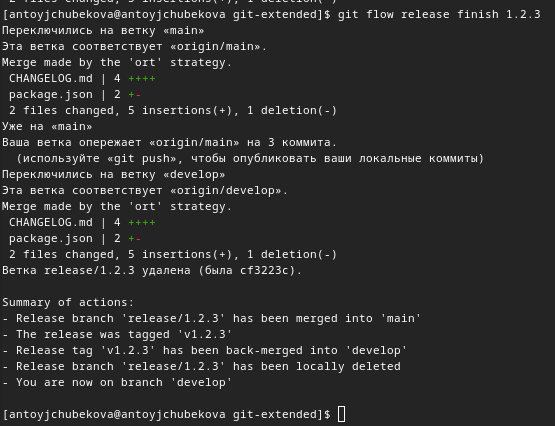 2 files changed, 5 insertions(+), 1 deletion(-)
[antoyjchubekova@antoyjchubekova git-extended]$ git flow release finish 1.2.3
Переключились на ветку «main»
Эта ветка соответствует «origin/main».
Merge made by the 'ort' strategy.
 CHANGELOG.md | 4 ++++
 package.json | 2 +-
 2 files changed, 5 insertions(+), 1 deletion(-)
Уже на «main»
Ваша ветка опережает «origin/main» на 3 коммита.
  (используйте «git push», чтобы опубликовать ваши локальные коммиты)
Переключились на ветку «develop»
Эта ветка соответствует «origin/develop».
Merge made by the 'ort' strategy.
 CHANGELOG.md | 4 ++++
 package.json | 2 +-
 2 files changed, 5 insertions(+), 1 deletion(-)
Ветка release/1.2.3 удалена (была cf3223c).

Summary of actions:
- Release branch 'release/1.2.3' has been merged into 'main'
- The release was tagged 'v1.2.3'
- Release tag 'v1.2.3' has been back-merged into 'develop'
- Release branch 'release/1.2.3' has been locally deleted
- You are now on branch 'develop'

[antoyjchubekova@antoyjchubekova git-extended]$